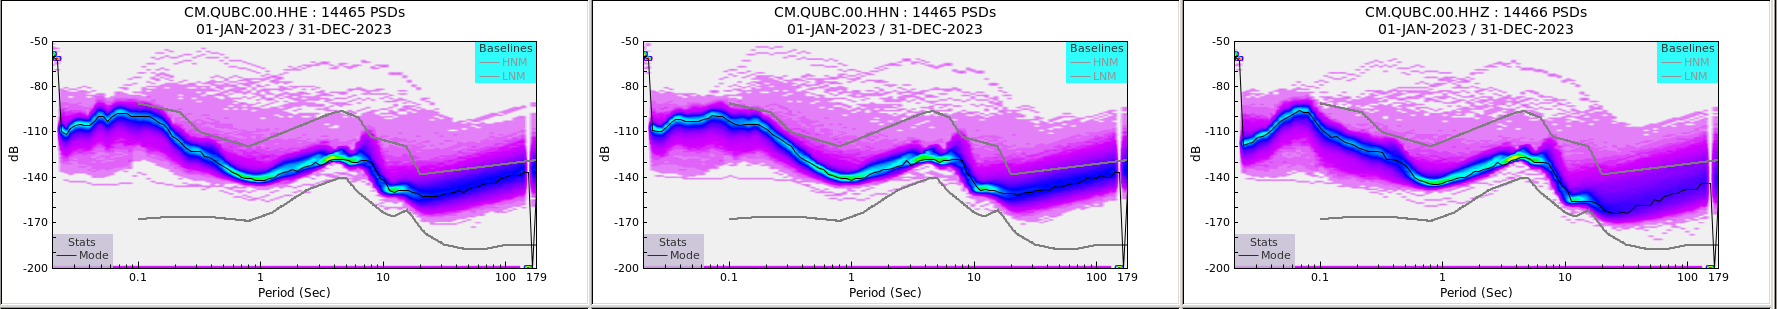 CM.QUBC.00.HHE : 14465 PSDs
01-JAN-2023 / 31-DEC-2023
-50
-80
-110
-140
-170
-200
dB
Baselines
HNM
LNM
Stats
Mode
0.1
1
10
100
179
Period (Sec)
CM.QUBC.00.HHN : 14465 PSDs
01-JAN-2023 / 31-DEC-2023
-50
-80
-110
-140
-170
-200
dB
Baselines
HNM
LNM
Stats
Mode
0.1
1
10
100
179
Period (Sec)
CM.QUBC.00.HHZ : 14466 PSDs
01-JAN-2023 / 31-DEC-2023
-50
-80
-110
-140
-170
-200
dB
Baselines
HNM
LNM
Stats
Mode
0.1
1
10
100
179
Period (Sec)